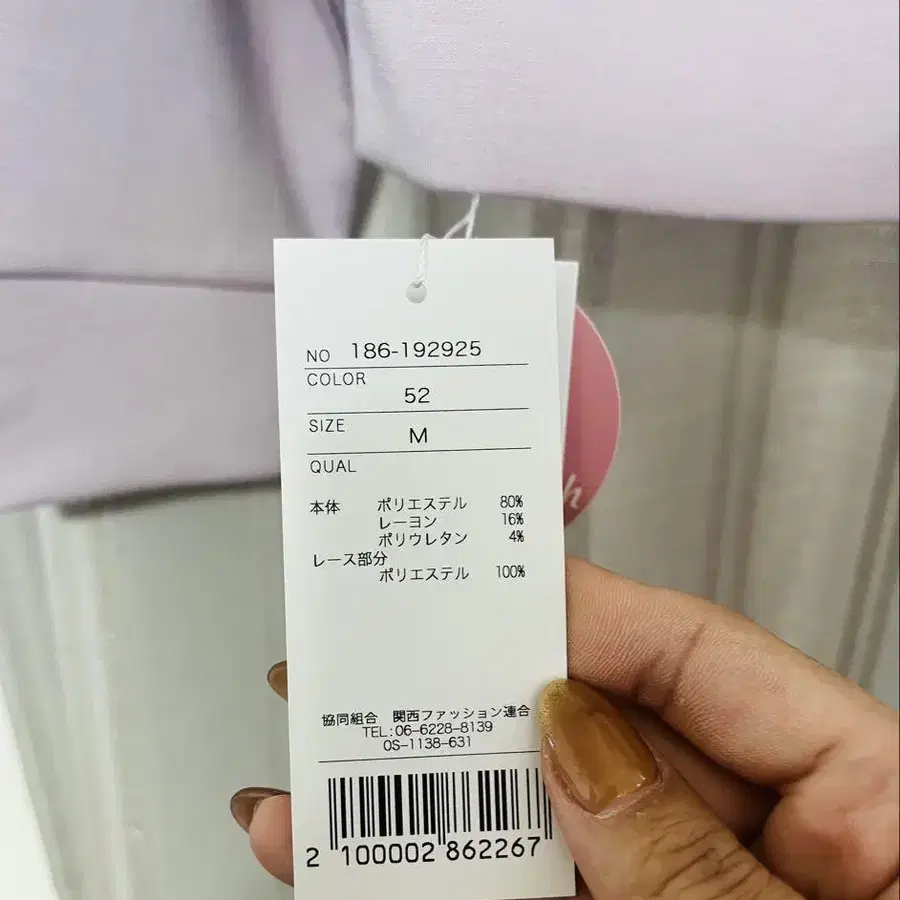 NO 186-192925
COLOR
52
SIZE
M
QUAL
本体 ポリエステル 80%
レーヨン 16%
ポリウレタン 4%
レース部分
ポリエステル 100%
協同組合 関西ファッション連合
TEL:06-6228-8139
OS-1138-631
2 100002 862267
h